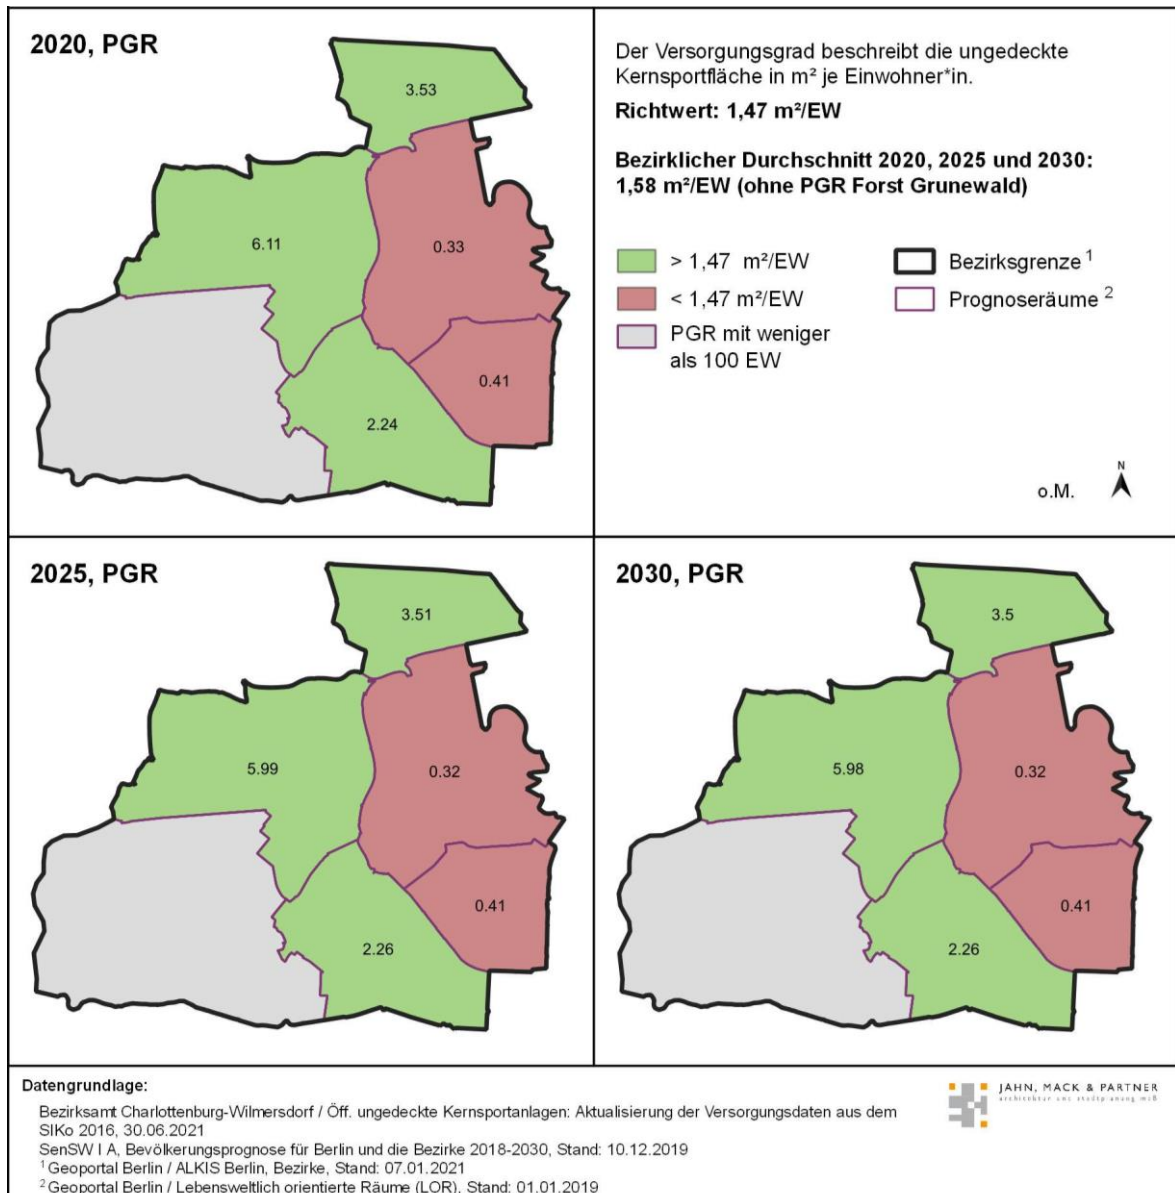 2020, PGR
3.53
6.11
0.33
0.41
2.24
Der Versorgungsgrad beschreibt die ungedeckte
Kernsportfläche in m² je Einwohner*in.
Richtwert: 1,47 m²/EW
Bezirklicher Durchschnitt 2020, 2025 und 2030:
1,58 m²/EW (ohne PGR Forst Grunewald)
> 1,47 m²/EW
< 1,47 m²/EW
PGR mit weniger
als 100 EW
Bezirksgrenze ¹
Prognoseräume ²
o.M.
N
2025, PGR
3.51
5.99
0.32
0.41
2.26
2030, PGR
3.5
5.98
0.32
0.41
2.26
Datengrundlage:
Bezirksamt Charlottenburg-Wilmersdorf / Öff. ungedeckte Kernsportanlagen: Aktualisierung der Versorgungsdaten aus dem
SIKo 2016, 30.06.2021
SenSW I A, Bevölkerungsprognose für Berlin und die Bezirke 2018-2030, Stand: 10.12.2019
¹ Geoportal Berlin / ALKIS Berlin, Bezirke, Stand: 07.01.2021
² Geoportal Berlin / Lebensweltlich orientierte Räume (LOR), Stand: 01.01.2019
JAHN, MACK & PARTNER
architektur und stadtplanung mbB